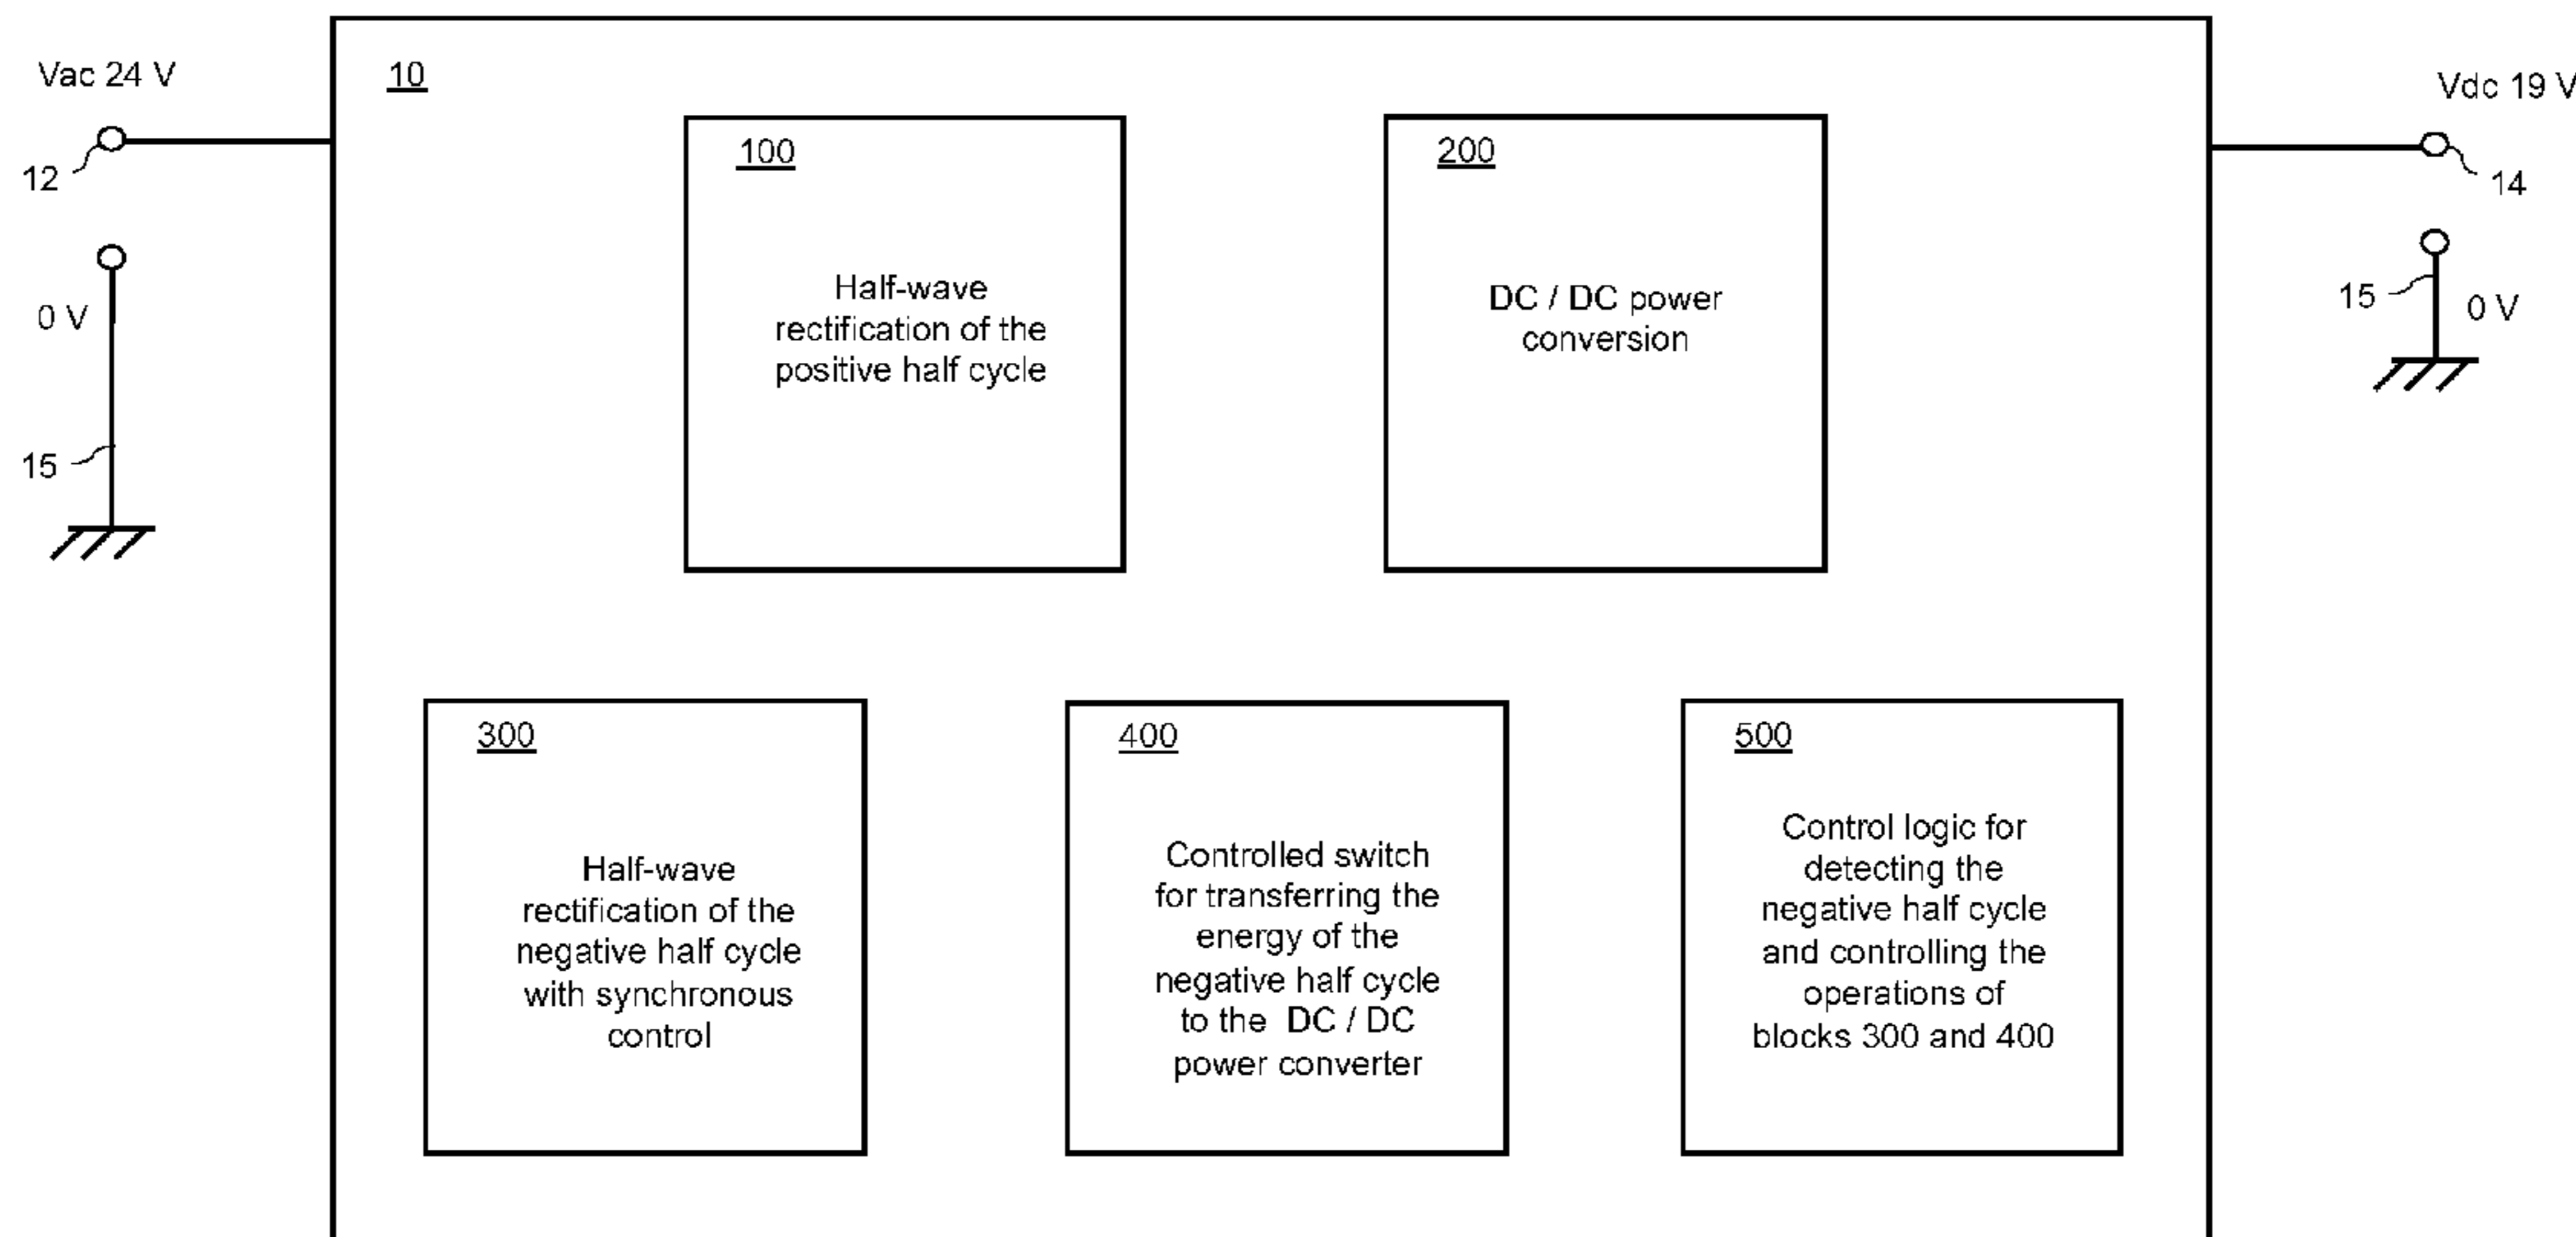 Vac 24 V
12
0 V
15
10
100
Half-wave
rectification of the
positive half cycle
200
DC / DC power
conversion
Vdc 19 V
14
15
0 V
300
Half-wave
rectification of the
negative half cycle
with synchronous
control
400
Controlled switch
for transferring the
energy of the
negative half cycle
to the DC / DC
power converter
500
Control logic for
detecting the
negative half cycle
and controlling the
operations of
blocks 300 and 400